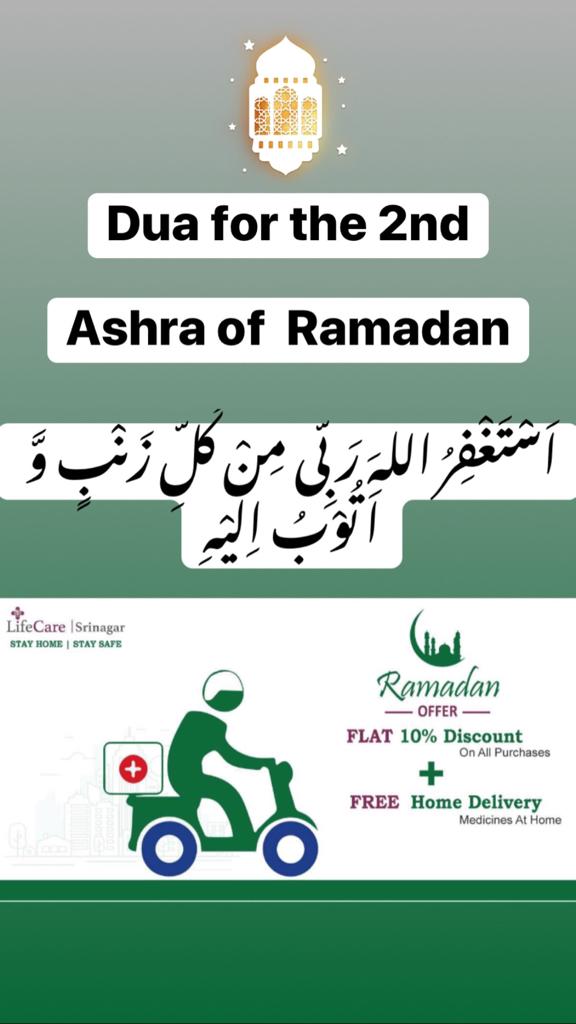 Dua for the 2nd
Ashra of Ramadan
اَسْتَغْفِرُ اللهَ رَبِّى مِنْ كُلِّ زَنْۢبٍ وَّ
اَتُوْبُ اِلَيْهِ
LifeCare | Srinagar
STAY HOME | STAY SAFE
Ramadan
OFFER
FLAT 10% Discount
On All Purchases
+
FREE Home Delivery
Medicines At Home